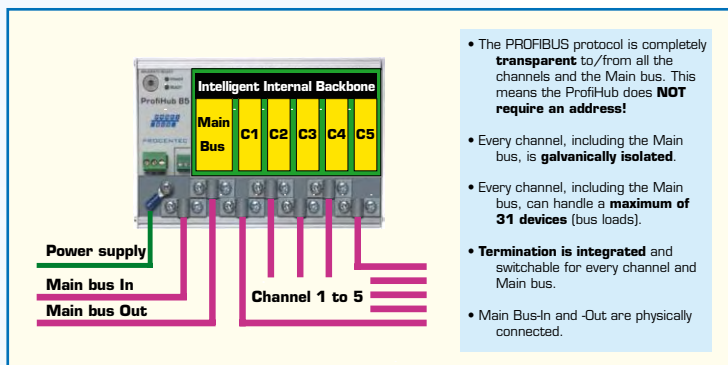 POWER
READY
ProfiHub B5
PROCENTEC
Intelligent Internal Backbone
Main
Bus
C1
C2
C3
C4
C5
Power supply
Main bus In
Main bus Out
Channel 1 to 5
• The PROFIBUS protocol is completely
transparent to/from all the
channels and the Main bus. This
means the ProfiHub does NOT
require an address!
• Every channel, including the Main
bus, is galvanically isolated.
• Every channel, including the Main
bus, can handle a maximum of
31 devices (bus loads).
• Termination is integrated and
switchable for every channel and
Main bus.
• Main Bus-In and -Out are physically
connected.